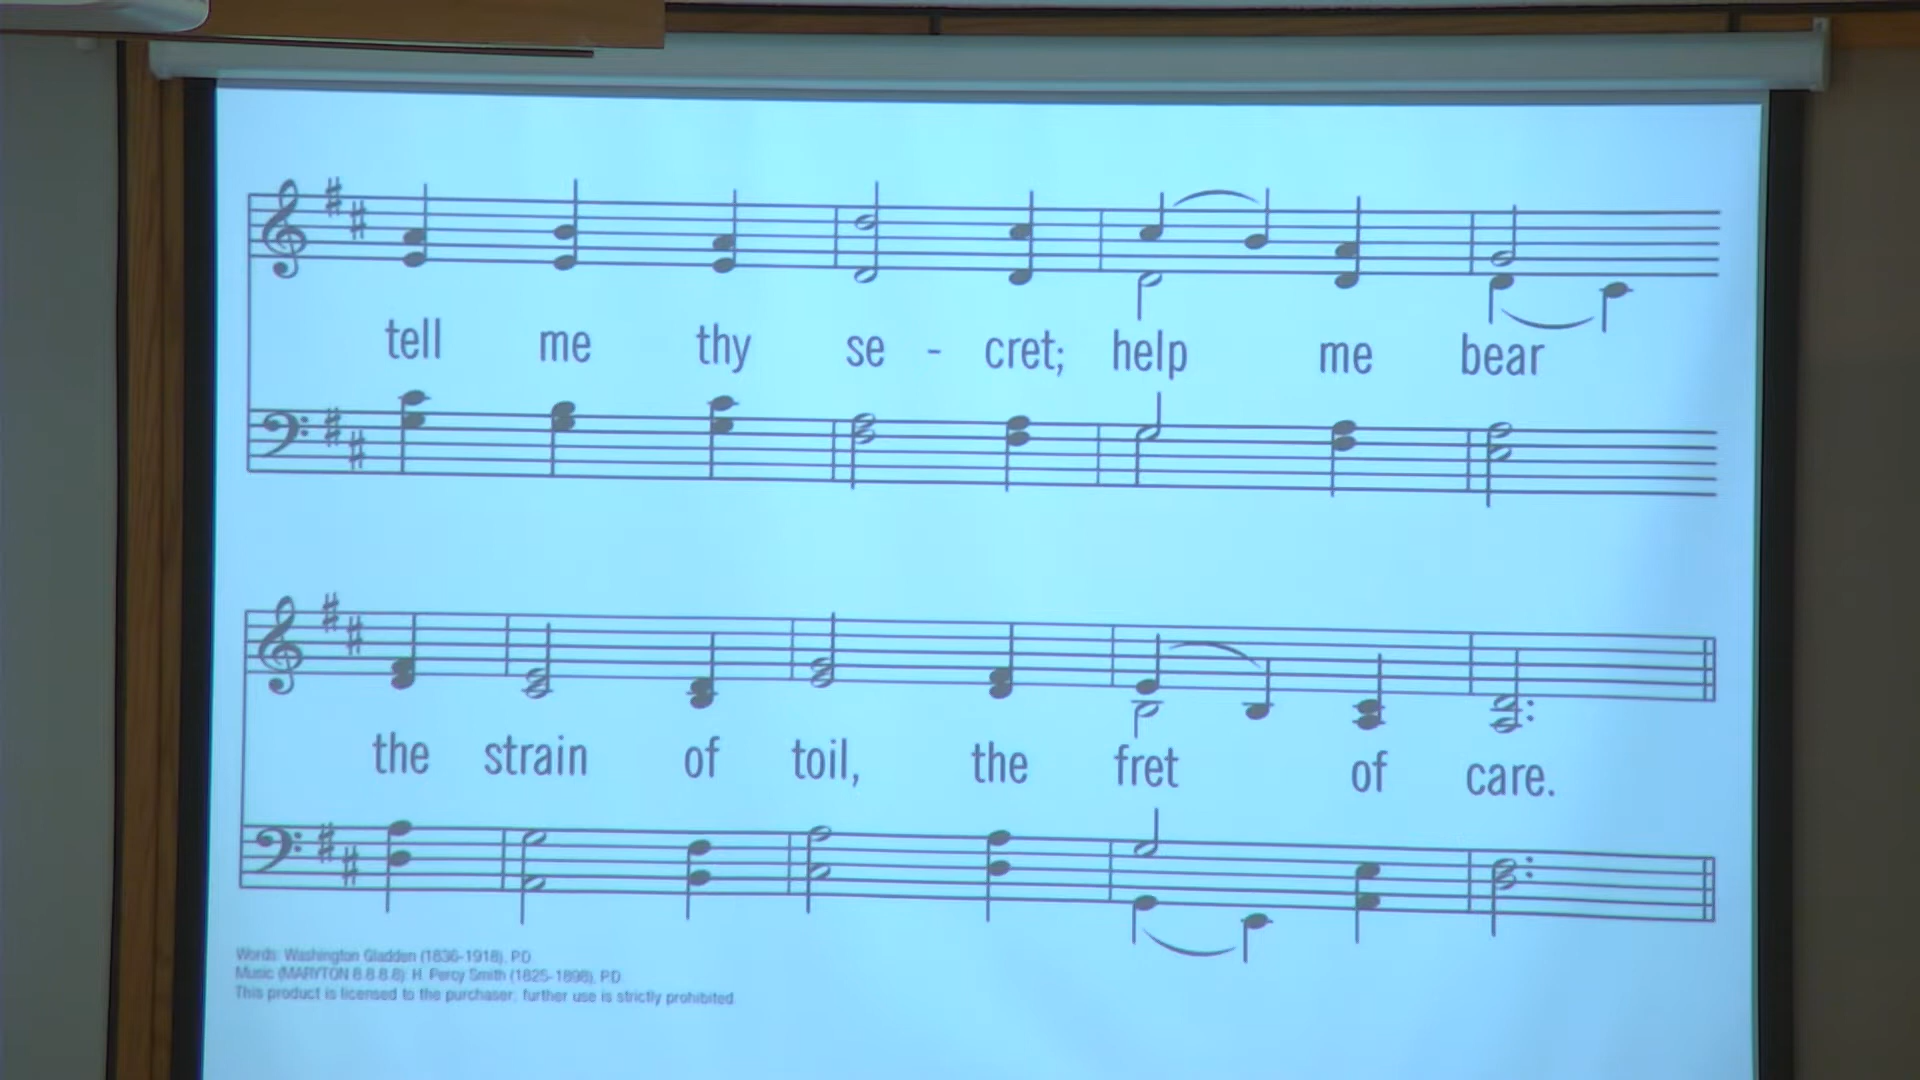 tell me thy se - cret; help me bear
the strain of toil, the fret of care.
Words: Washington Gladden (1836-1918), P.D.
Music (MARYTON 8.8.8.8): H. Percy Smith (1825-1898), P.D.
This product is licensed to the purchaser; further use is strictly prohibited.